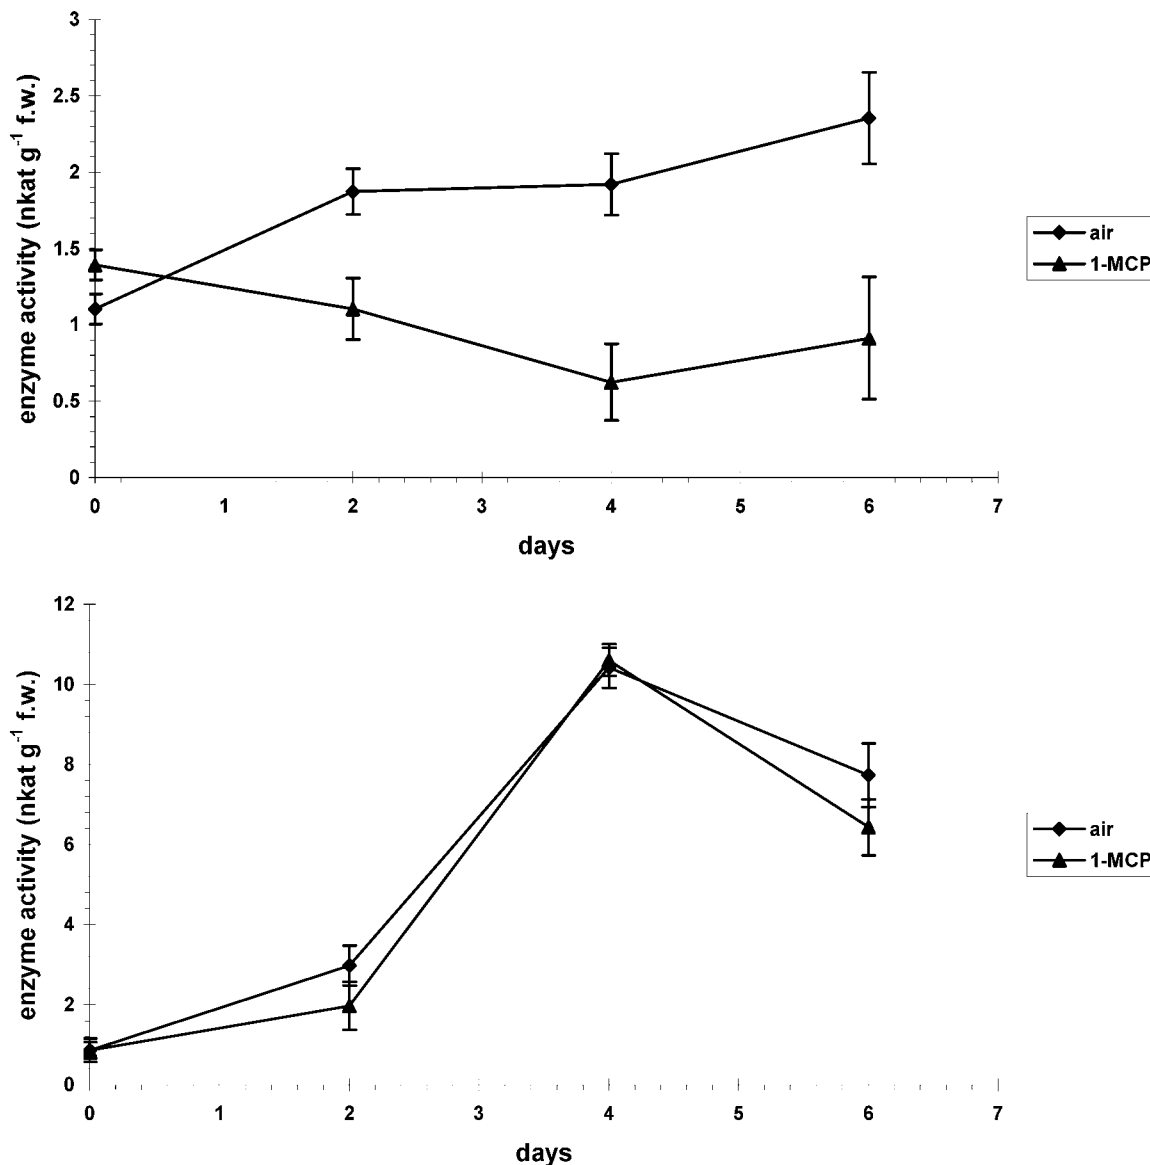 3
2.5
2
1.5
1
0.5
0
enzyme activity (nkat g⁻¹ f.w.)
0 1 2 3 4 5 6 7
days
air
1-MCP
12
10
8
6
4
2
0
enzyme activity (nkat g⁻¹ f.w.)
0 1 2 3 4 5 6 7
days
air
1-MCP